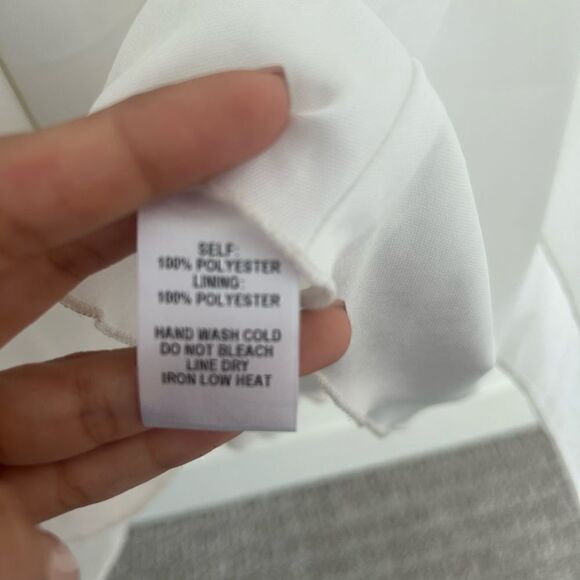 SELF:
100% POLYESTER
LINING:
100% POLYESTER
HAND WASH COLD
DO NOT BLEACH
LINE DRY
IRON LOW HEAT